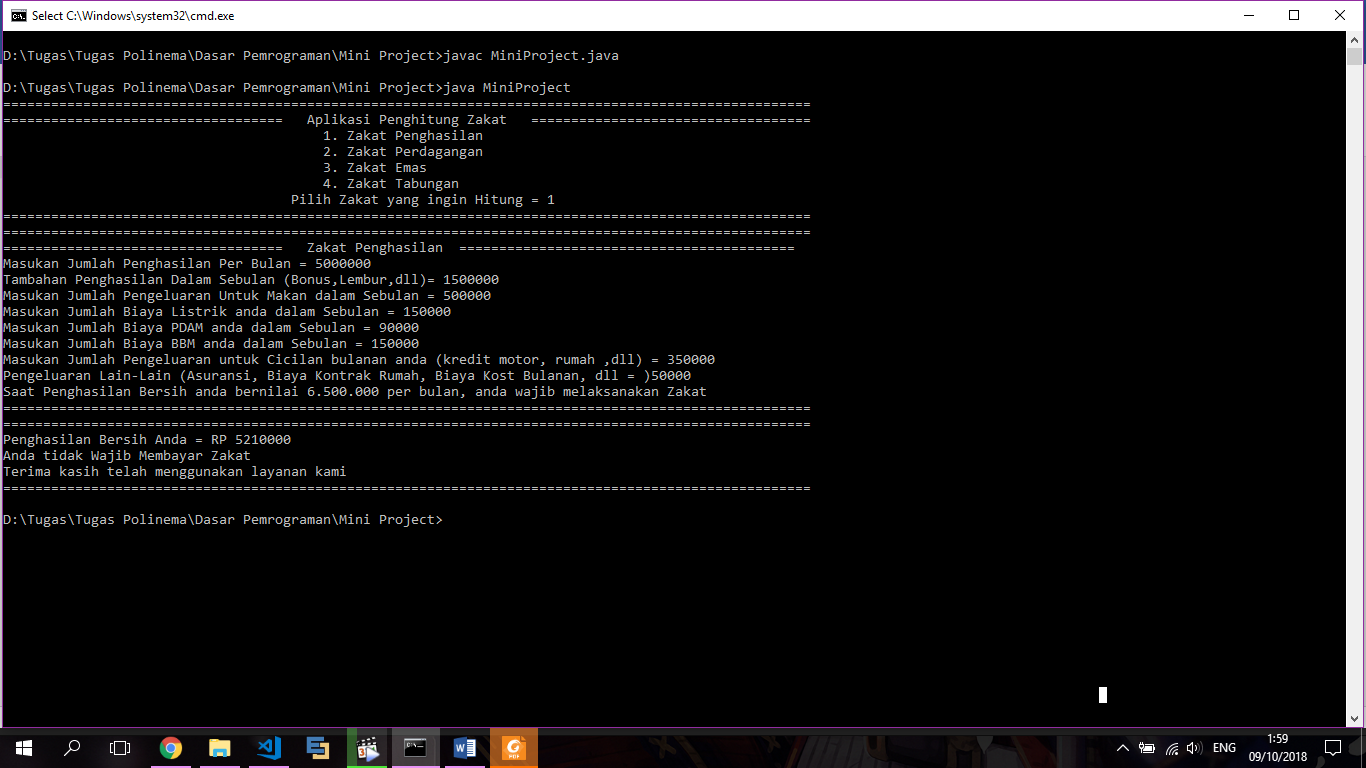 Select C:\Windows\system32\cmd.exe
D:\Tugas\Tugas Polinema\Dasar Pemrograman\Mini Project>javac MiniProject.java
D:\Tugas\Tugas Polinema\Dasar Pemrograman\Mini Project>java MiniProject
=====================================================================================================
=================================== Aplikasi Penghitung Zakat ===================================
1. Zakat Penghasilan
2. Zakat Perdagangan
3. Zakat Emas
4. Zakat Tabungan
Pilih Zakat yang ingin Hitung = 1
=====================================================================================================
=====================================================================================================
=================================== Zakat Penghasilan ==========================================
Masukan Jumlah Penghasilan Per Bulan = 5000000
Tambahan Penghasilan Dalam Sebulan (Bonus,Lembur,dll)= 1500000
Masukan Jumlah Pengeluaran Untuk Makan dalam Sebulan = 500000
Masukan Jumlah Biaya Listrik anda dalam Sebulan = 150000
Masukan Jumlah Biaya PDAM anda dalam Sebulan = 90000
Masukan Jumlah Biaya BBM anda dalam Sebulan = 150000
Masukan Jumlah Pengeluaran untuk Cicilan bulanan anda (kredit motor, rumah ,dll) = 350000
Pengeluaran Lain-Lain (Asuransi, Biaya Kontrak Rumah, Biaya Kost Bulanan, dll = )50000
Saat Penghasilan Bersih anda bernilai 6.500.000 per bulan, anda wajib melaksanakan Zakat
=====================================================================================================
=====================================================================================================
Penghasilan Bersih Anda = RP 5210000
Anda tidak Wajib Membayar Zakat
Terima kasih telah menggunakan layanan kami
=====================================================================================================
D:\Tugas\Tugas Polinema\Dasar Pemrograman\Mini Project>
ENG
1:59
09/10/2018